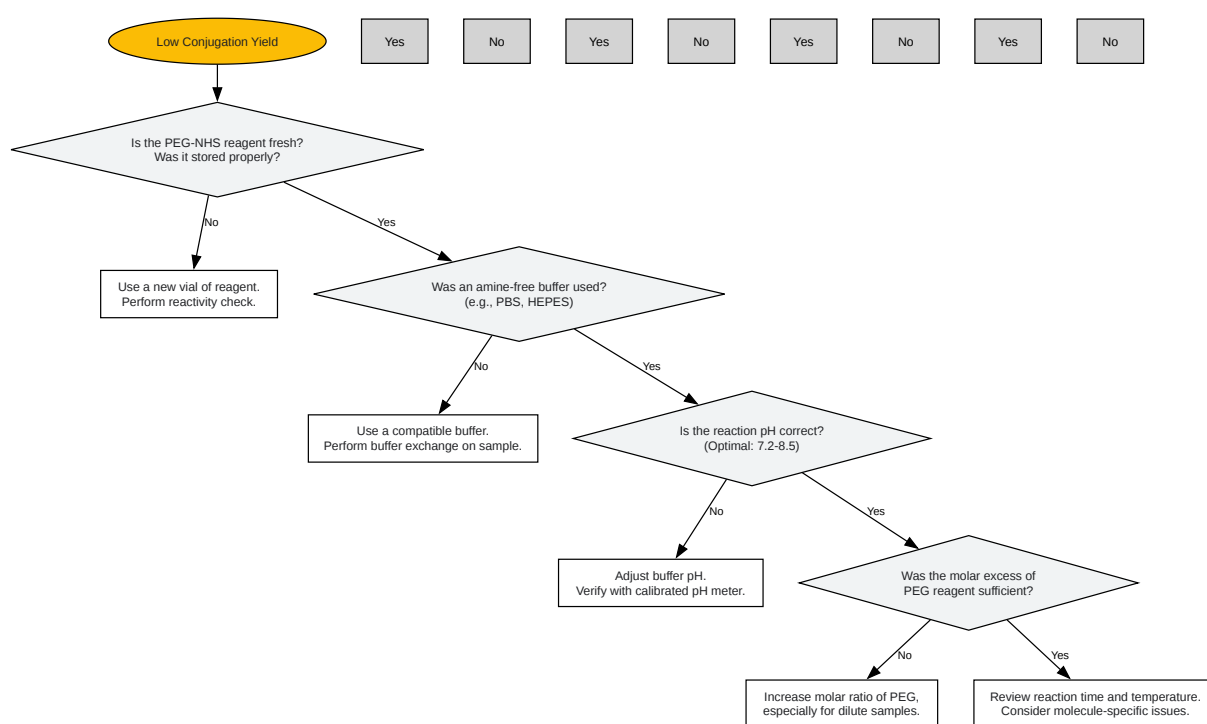 Low Conjugation Yield
Yes
No
Yes
No
Yes
No
Yes
No
Is the PEG-NHS reagent fresh?
Was it stored properly?
No
Yes
Use a new vial of reagent.
Perform reactivity check.
Was an amine-free buffer used?
(e.g., PBS, HEPES)
No
Yes
Use a compatible buffer.
Perform buffer exchange on sample.
Is the reaction pH correct?
(Optimal: 7.2-8.5)
No
Yes
Adjust buffer pH.
Verify with calibrated pH meter.
Was the molar excess of
PEG reagent sufficient?
No
Yes
Increase molar ratio of PEG,
especially for dilute samples.
Review reaction time and temperature.
Consider molecule-specific issues.